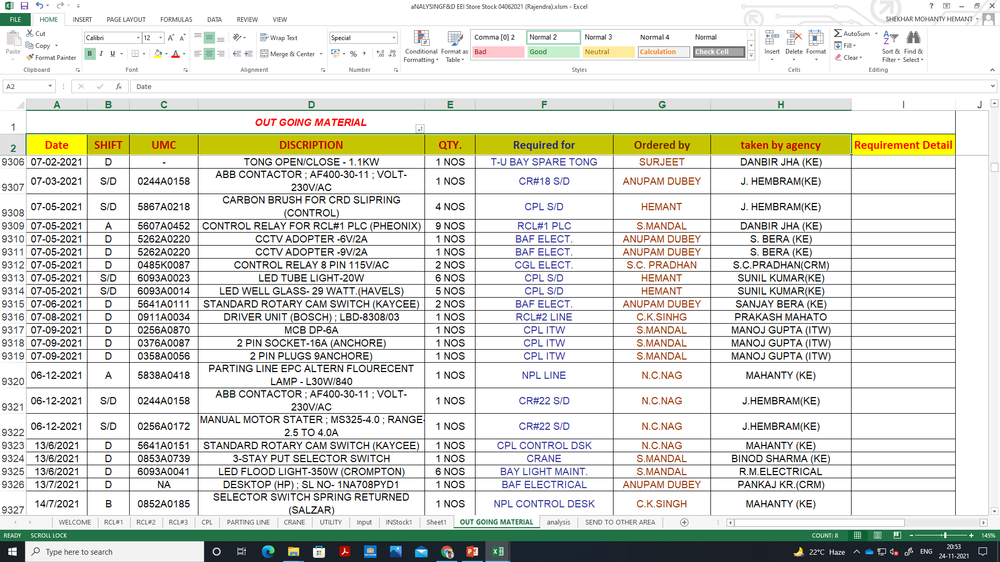 aNALYSINGF&D EEI Store Stock 04062021 (Rajendra).xlsm - Excel
FILE HOME INSERT PAGE LAYOUT FORMULAS DATA REVIEW VIEW SHEKHAR MOHANTY HEMANT
Paste Cut Copy Format Painter Clipboard
Calibri 12 B I U Font
Wrap Text Merge & Center Alignment
Special % Number
Conditional Formatting Format as Table
Comma [0] 2 Normal 2 Normal 3 Normal 4 Normal
Bad Good Neutral Calculation Check Cell
Styles
Insert Delete Format Cells
AutoSum Fill Clear Sort & Filter Find & Select Editing
A2 fx Date
A B C D E F G H I J
1 OUT GOING MATERIAL
2 Date SHIFT UMC DISCRIPTION QTY. Required for Ordered by taken by agency Requirement Detail
9306 07-02-2021 D - TONG OPEN/CLOSE - 1.1KW 1 NOS T-U BAY SPARE TONG SURJEET DANBIR JHA (KE)
9307 07-03-2021 S/D 0244A0158 ABB CONTACTOR ; AF400-30-11 ; VOLT-230V/AC 1 NOS CR#18 S/D ANUPAM DUBEY J. HEMBRAM(KE)
9308 07-05-2021 S/D 5867A0218 CARBON BRUSH FOR CRD SLIPRING (CONTROL) 4 NOS CPL S/D HEMANT J. HEMBRAM(KE)
9309 07-05-2021 A 5607A0452 CONTROL RELAY FOR RCL#1 PLC (PHEONIX) 9 NOS RCL#1 PLC S.MANDAL DANBIR JHA (KE)
9310 07-05-2021 D 5262A0220 CCTV ADOPTER -6V/2A 1 NOS BAF ELECT. ANUPAM DUBEY S. BERA (KE)
9311 07-05-2021 D 5262A0220 CCTV ADOPTER -9V/2A 1 NOS BAF ELECT. ANUPAM DUBEY S. BERA (KE)
9312 07-05-2021 D 0485K0087 CONTROL RELAY 8 PIN 115V/AC 2 NOS CGL ELECT. S.C. PRADHAN S.C.PRADHAN(CRM)
9313 07-05-2021 S/D 6093A0023 LED TUBE LIGHT-20W 6 NOS CPL S/D HEMANT SUNIL KUMAR(KE)
9314 07-05-2021 S/D 6093A0014 LED WELL GLASS- 29 WATT.(HAVELS) 5 NOS CPL S/D HEMANT SUNIL KUMAR(KE)
9315 07-06-2021 D 5641A0111 STANDARD ROTARY CAM SWITCH (KAYCEE) 2 NOS BAF ELECT. ANUPAM DUBEY SANJAY BERA (KE)
9316 07-08-2021 D 0911A0034 DRIVER UNIT (BOSCH) ; LBD-8308/03 1 NOS RCL#2 LINE C.K.SINHG PRAKASH MAHATO
9317 07-09-2021 D 0256A0870 MCB DP-6A 1 NOS CPL ITW S.MANDAL MANOJ GUPTA (ITW)
9318 07-09-2021 D 0376A0087 2 PIN SOCKET-16A (ANCHORE) 1 NOS CPL ITW S.MANDAL MANOJ GUPTA (ITW)
9319 07-09-2021 D 0358A0056 2 PIN PLUGS 9ANCHORE) 1 NOS CPL ITW S.MANDAL MANOJ GUPTA (ITW)
9320 06-12-2021 A 5838A0418 PARTING LINE EPC ALTERN FLOURECENT LAMP - L30W/840 1 NOS NPL LINE N.C.NAG MAHANTY (KE)
9321 06-12-2021 S/D 0244A0158 ABB CONTACTOR ; AF400-30-11 ; VOLT-230V/AC 1 NOS CR#22 S/D N.C.NAG J.HEMBRAM(KE)
9322 06-12-2021 S/D 0256A0172 MANUAL MOTOR STATER ; MS325-4.0 ; RANGE-2.5 TO 4.0A 1 NOS CR#22 S/D N.C.NAG J.HEMBRAM(KE)
9323 13/6/2021 D 5641A0151 STANDARD ROTARY CAM SWITCH (KAYCEE) 1 NOS CPL CONTROL DSK N.C.NAG MAHANTY (KE)
9324 13/6/2021 D 0853A0739 3-STAY PUT SELECTOR SWITCH 1 NOS CRANE S.MANDAL BINOD SHARMA (KE)
9325 13/6/2021 D 6093A0041 LED FLOOD LIGHT-350W (CROMPTON) 6 NOS BAY LIGHT MAINT. S.MANDAL R.M.ELECTRICAL
9326 13/7/2021 D NA DESKTOP (HP) ; SL NO- 1NA708PYD1 1 NOS BAF ELECTRICAL ANUPAM DUBEY PANKAJ KR.(CRM)
9327 14/7/2021 B 0852A0185 SELECTOR SWITCH SPRING RETURNED (SALZAR) 1 NOS NPL CONTROL DESK C.K.SINGH MAHANTY (KE)
WELCOME RCL#1 RCL#2 RCL#3 CPL PARTING LINE CRANE UTILITY Input INStock1 Sheet1 OUT GOING MATERIAL analysis SEND TO OTHER AREA
READY SCROLL LOCK COUNT: 8 145%
Type here to search 22°C Haze ENG 20:53
24-11-2021